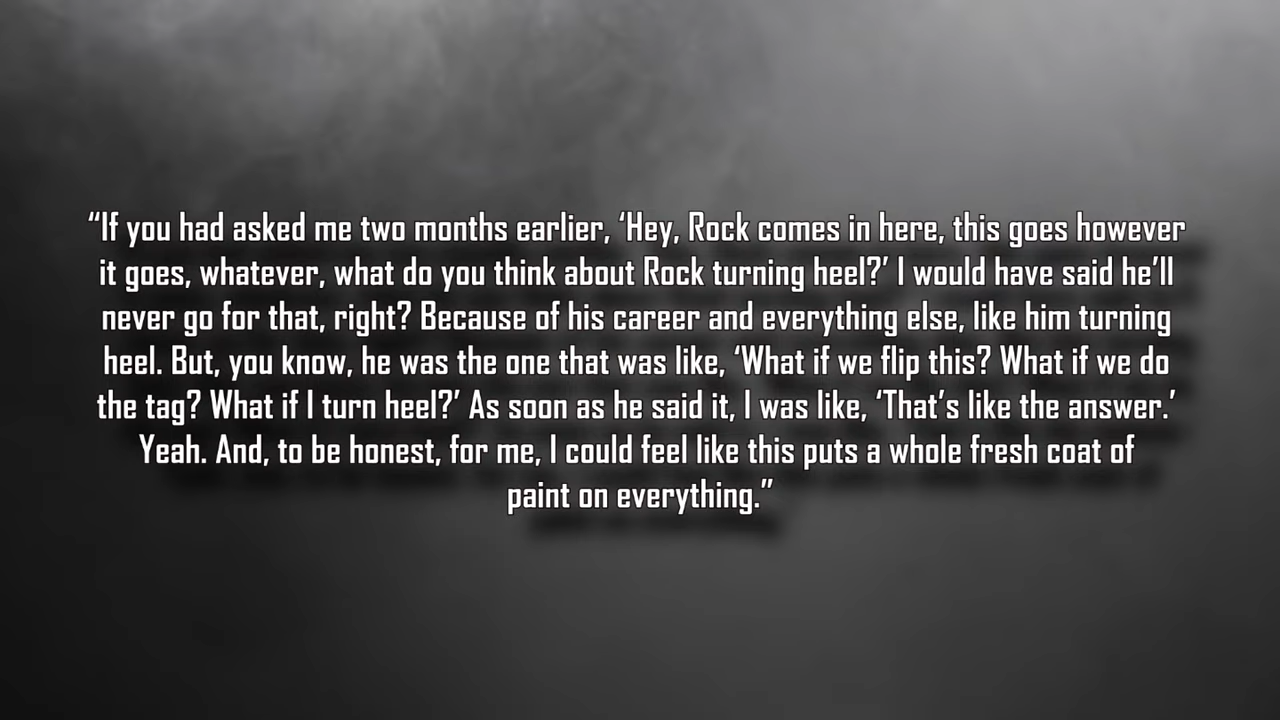 “If you had asked me two months earlier, ‘Hey, Rock comes in here, this goes however
it goes, whatever, what do you think about Rock turning heel?’ I would have said he’ll
never go for that, right? Because of his career and everything else, like him turning
heel. But, you know, he was the one that was like, ‘What if we flip this? What if we do
the tag? What if I turn heel?’ As soon as he said it, I was like, ‘That’s like the answer.’
Yeah. And, to be honest, for me, I could feel like this puts a whole fresh coat of
paint on everything.”